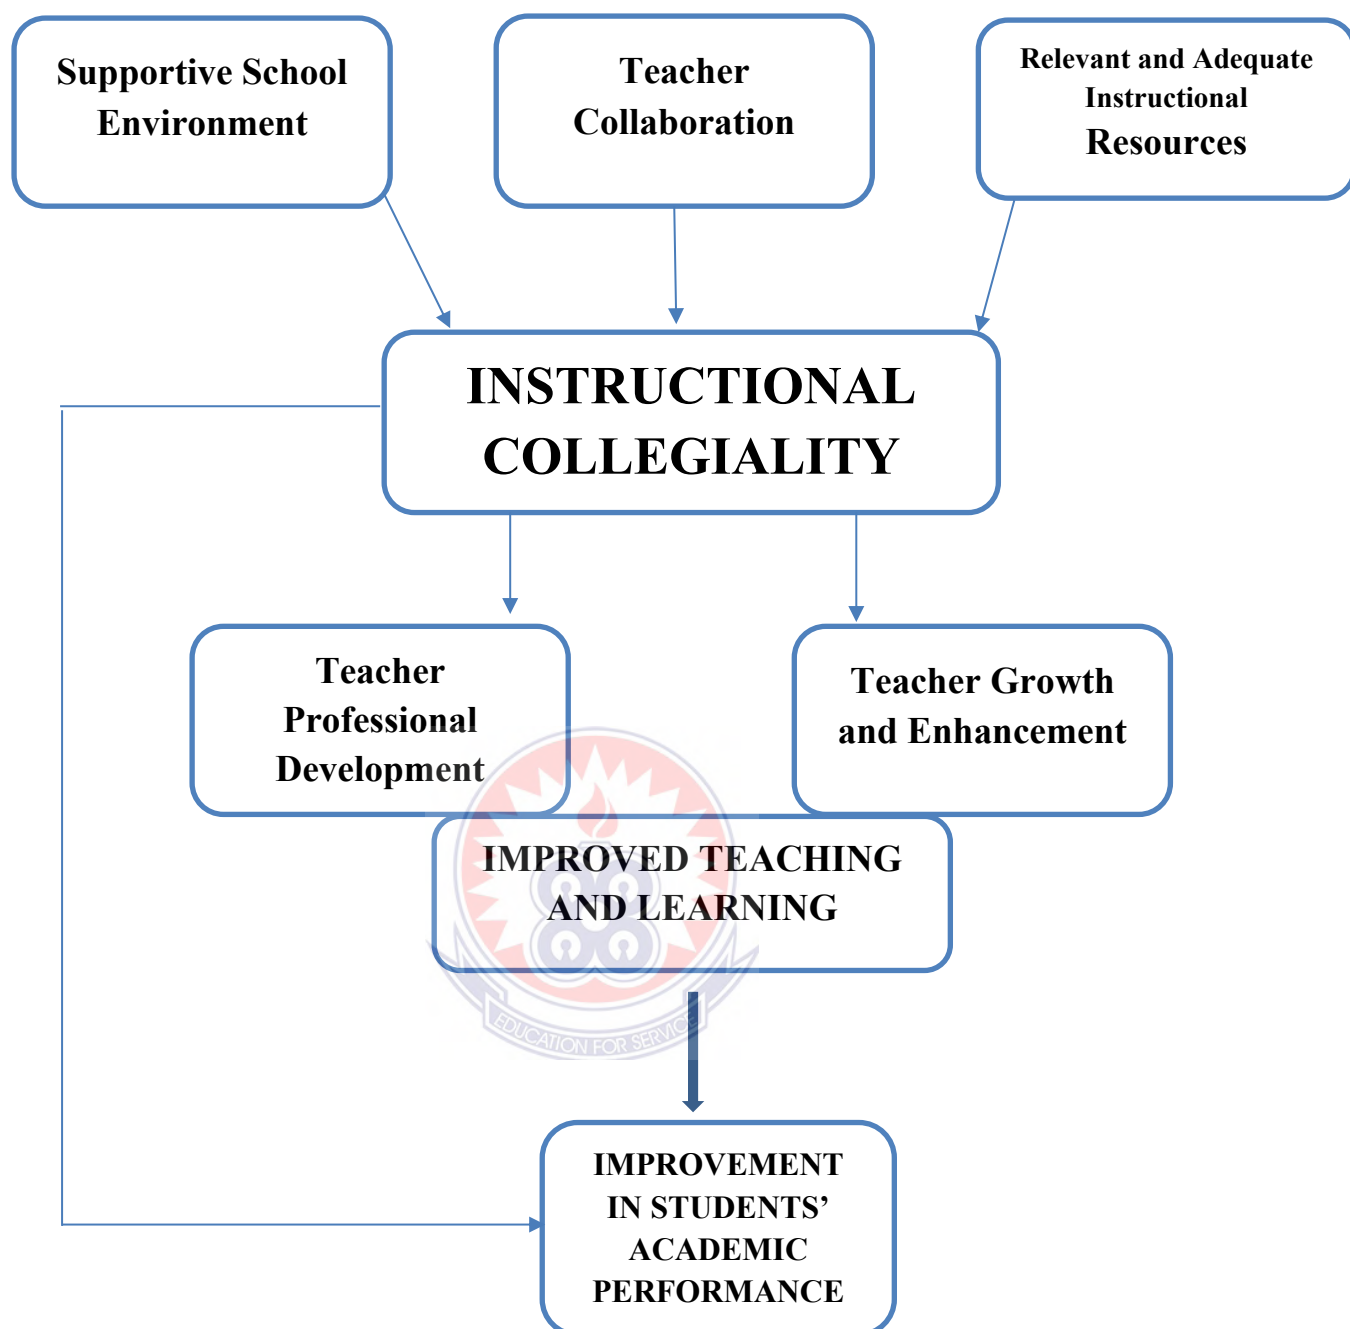 Supportive School
Environment
Teacher
Collaboration
Relevant and Adequate
Instructional
Resources
INSTRUCTIONAL
COLLEGIALITY
Teacher
Professional
Development
Teacher Growth
and Enhancement
IMPROVED TEACHING
AND LEARNING
EDUCATION FOR SERVICE
IMPROVEMENT
IN STUDENTS’
ACADEMIC
PERFORMANCE